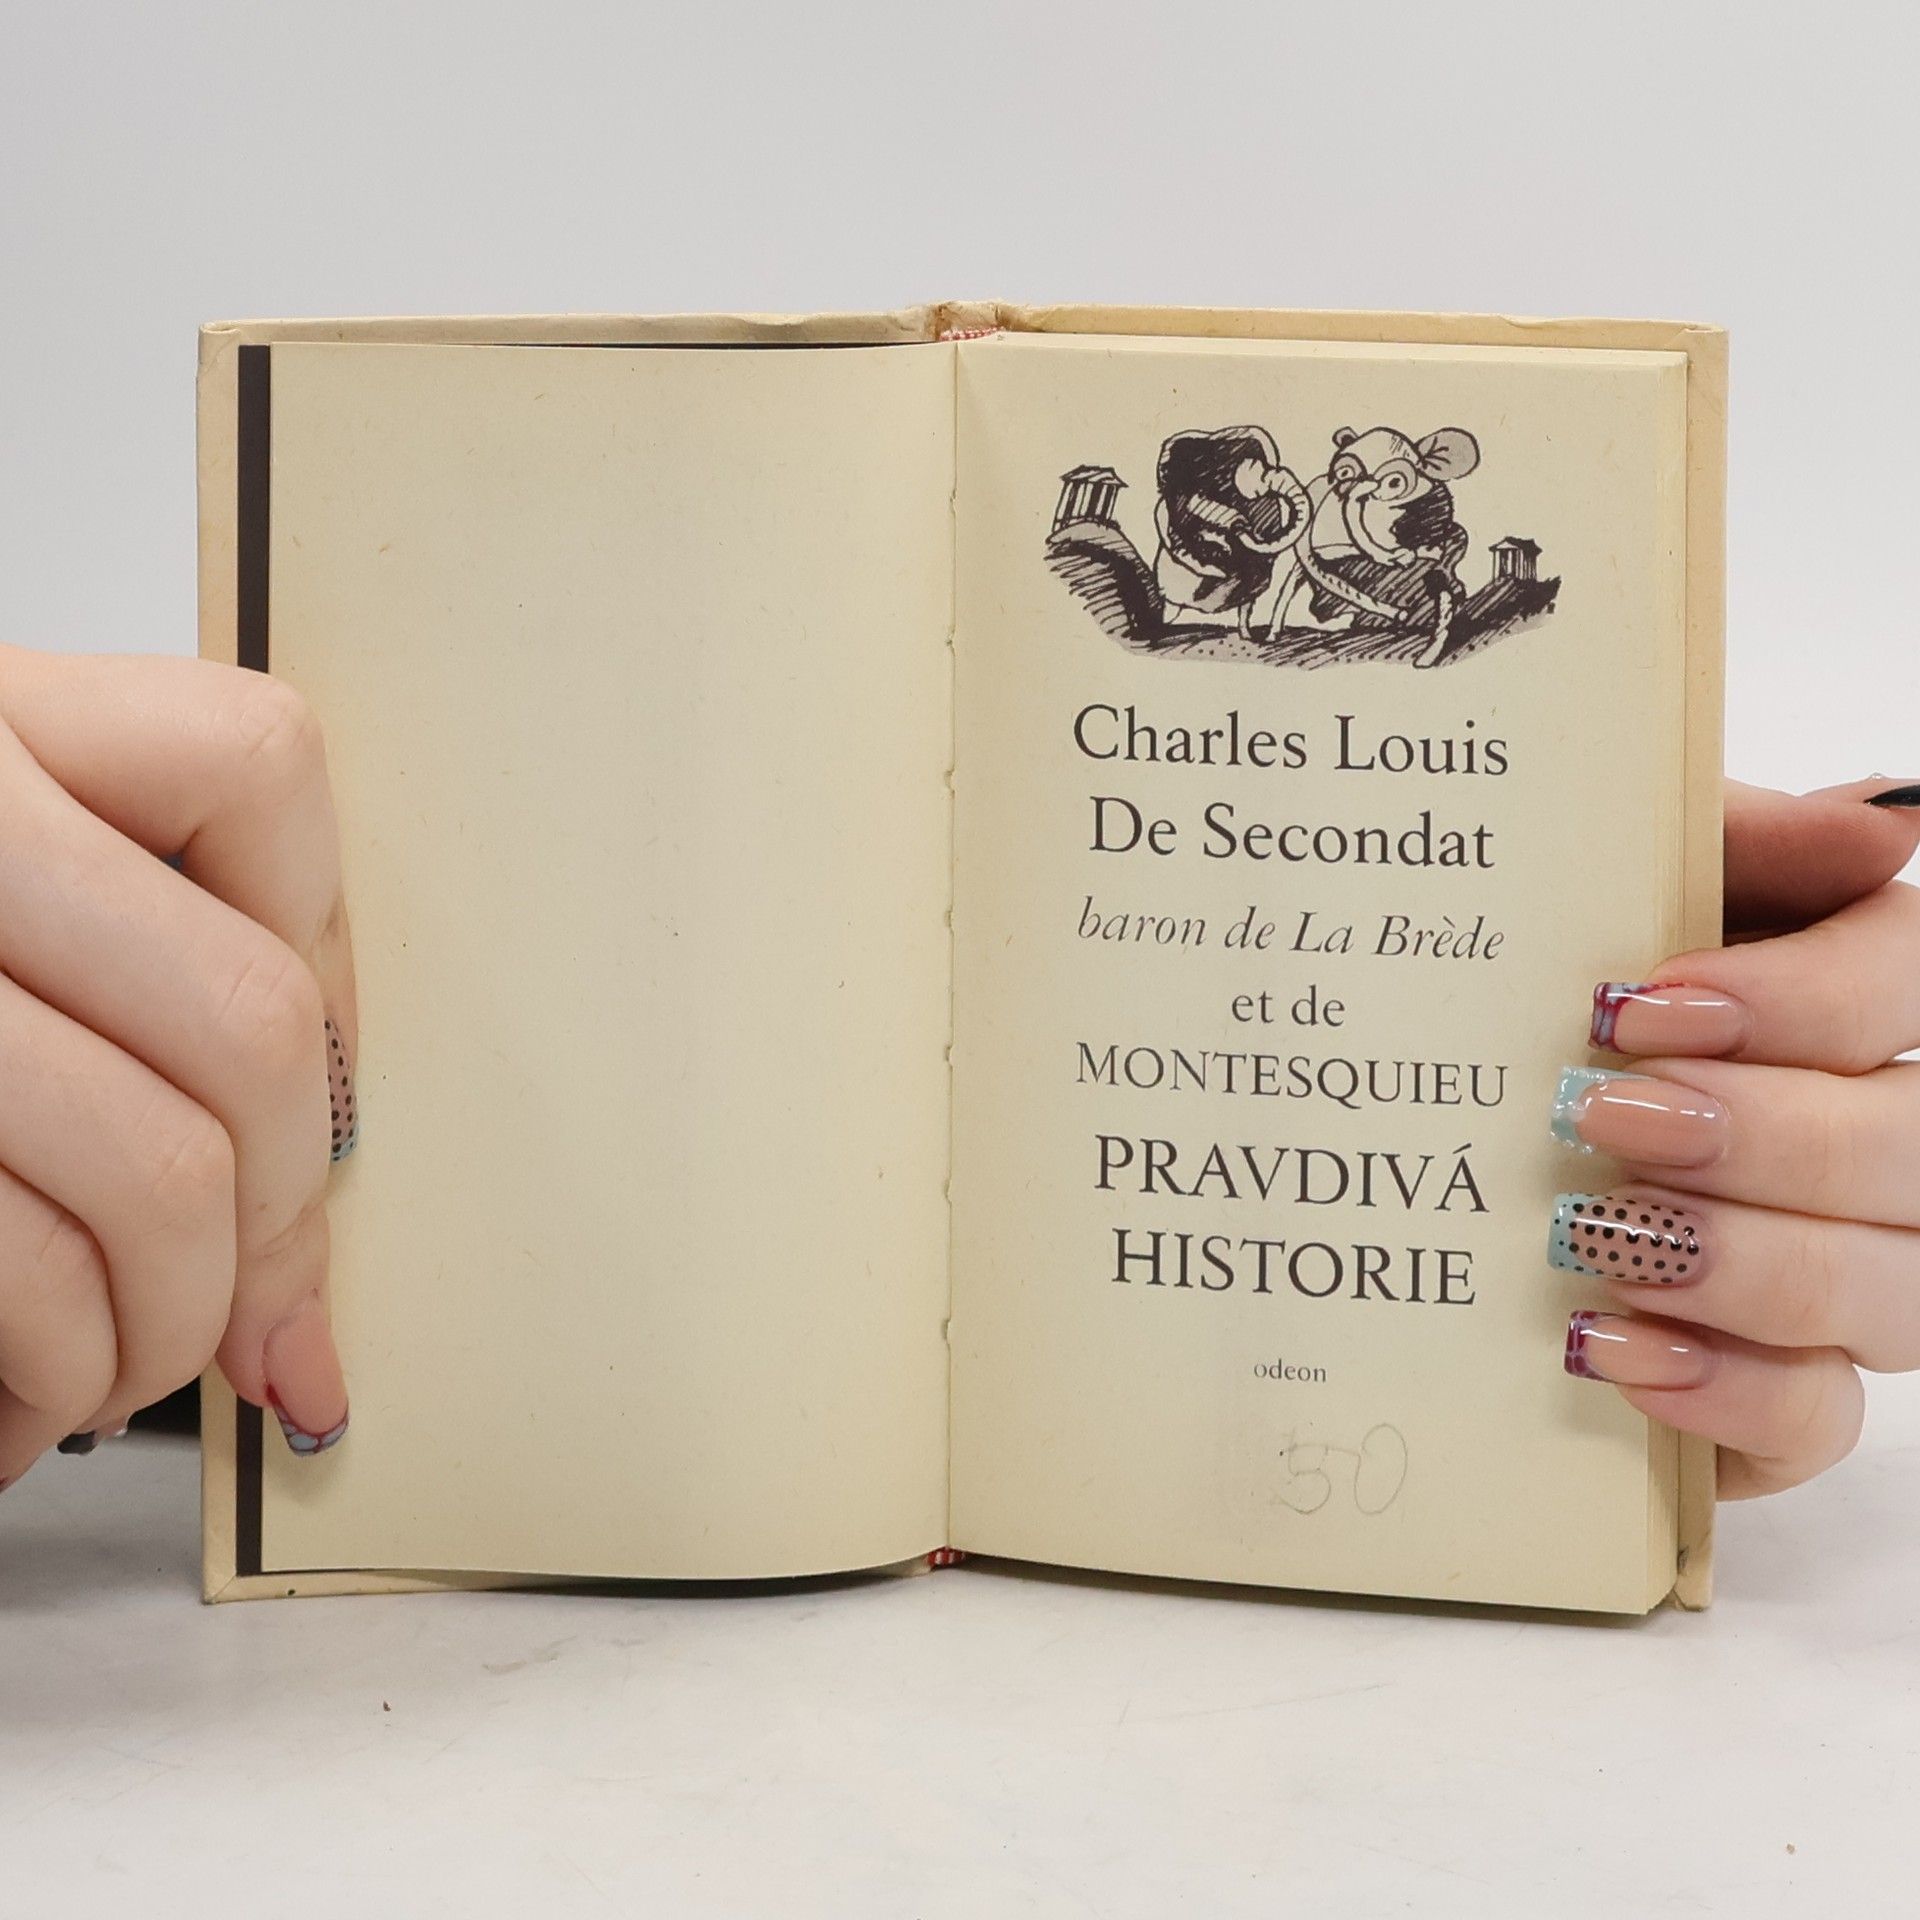 Charles Louis
De Secondat
baron de La Brède
et de
MONTESQUIEU
PRAVDIVÁ
HISTORIE
odeon
50